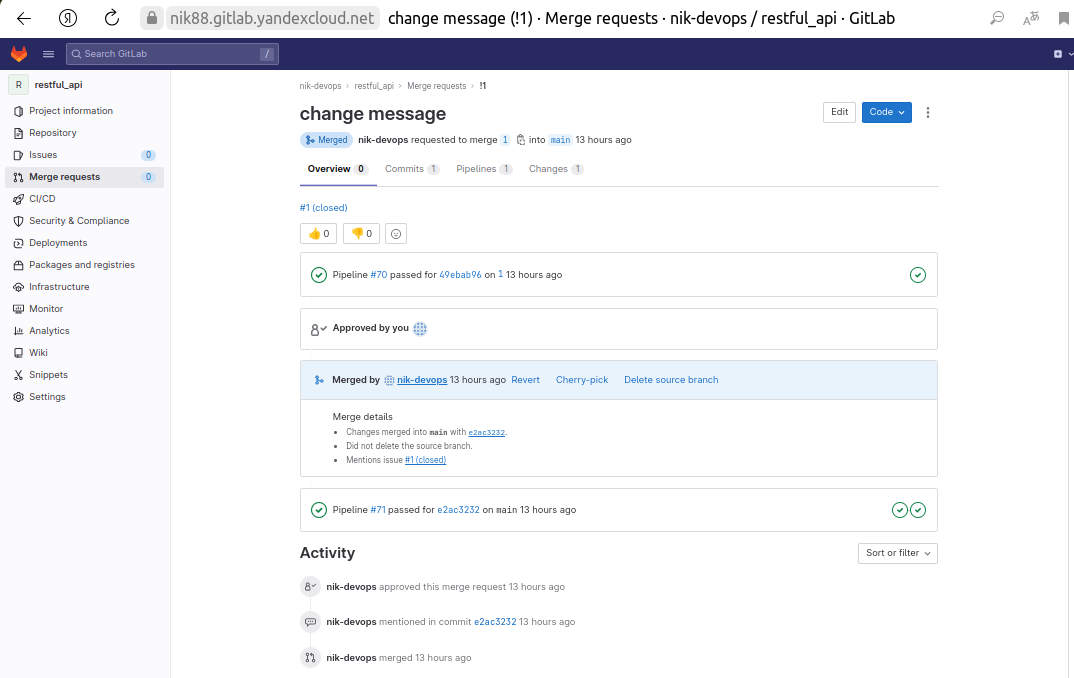 nik88.gitlab.yandexcloud.net change message (!1) · Merge requests · nik-devops / restful_api · GitLab
Search GitLab /
R restful_api
Project information
Repository
Issues 0
Merge requests 0
CI/CD
Security & Compliance
Deployments
Packages and registries
Infrastructure
Monitor
Analytics
Wiki
Snippets
Settings
nik-devops › restful_api › Merge requests › !1
change message
Edit
Code
Merged nik-devops requested to merge 1 into main 13 hours ago
Overview 0 Commits 1 Pipelines 1 Changes 1
#1 (closed)
👍 0 👎 0
Pipeline #70 passed for 49ebab96 on 1 13 hours ago
Approved by you
Merged by nik-devops 13 hours ago Revert Cherry-pick Delete source branch
Merge details
• Changes merged into main with e2ac3232.
• Did not delete the source branch.
• Mentions issue #1 (closed)
Pipeline #71 passed for e2ac3232 on main 13 hours ago
Activity
Sort or filter
nik-devops approved this merge request 13 hours ago
nik-devops mentioned in commit e2ac3232 13 hours ago
nik-devops merged 13 hours ago